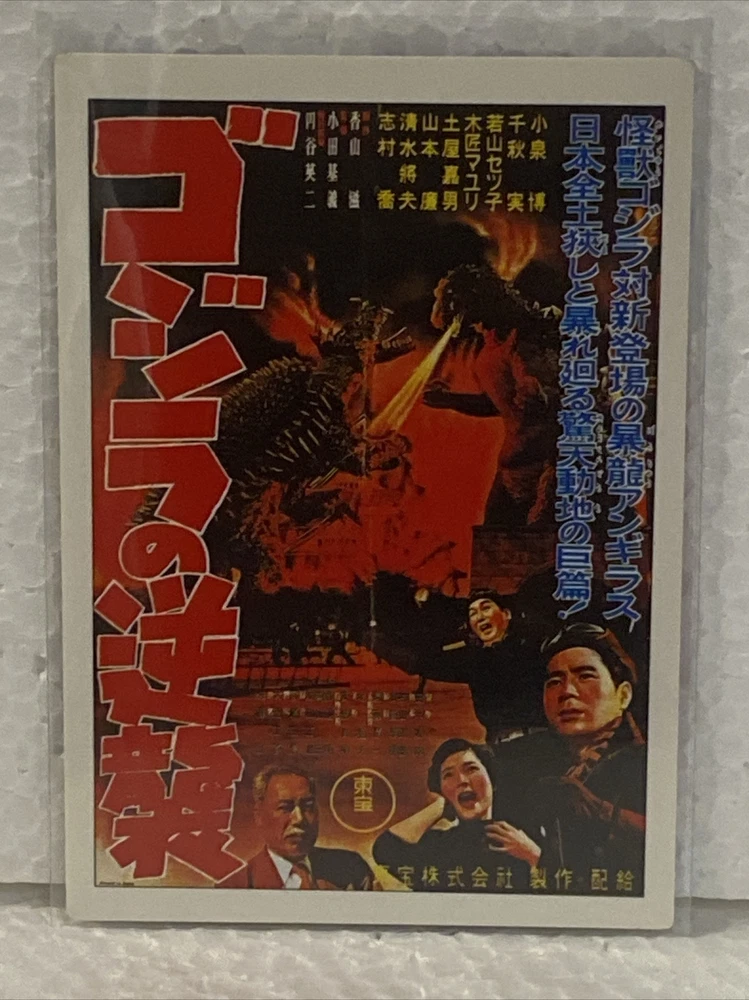 怪獣ゴジラ対新登場の暴龍アンギラス
日本全土狭しと暴れ廻る驚天動地の巨篇!
小泉博
千秋実
若山セツ子
木匠マユリ
土屋嘉男
山本廉
清水將夫
志村喬
香山滋
小田基義
円谷英二
ゴジラの逆襲
東宝
東宝株式会社 製作・配給